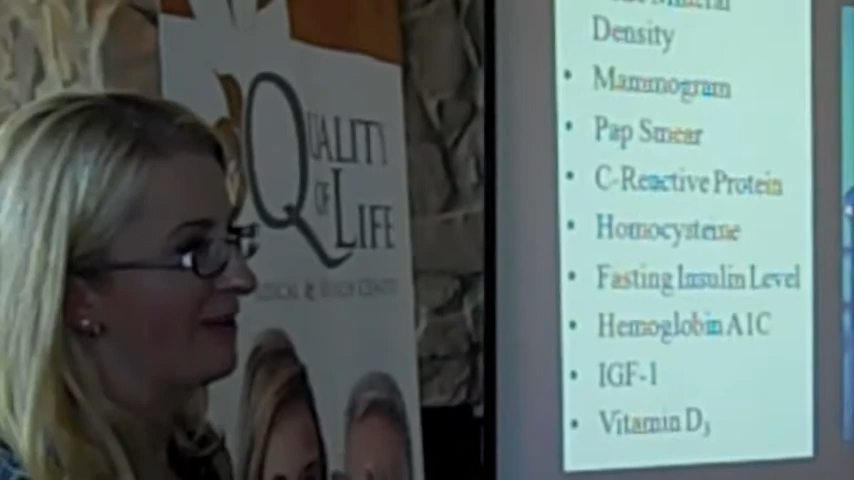 QUALITY
OF
LIFE
Density
• Mammogram
• Pap Smear
• C-Reactive Protein
• Homocysteine
• Fasting Insulin Level
• Hemoglobin A1C
• IGF-1
• Vitamin D₃